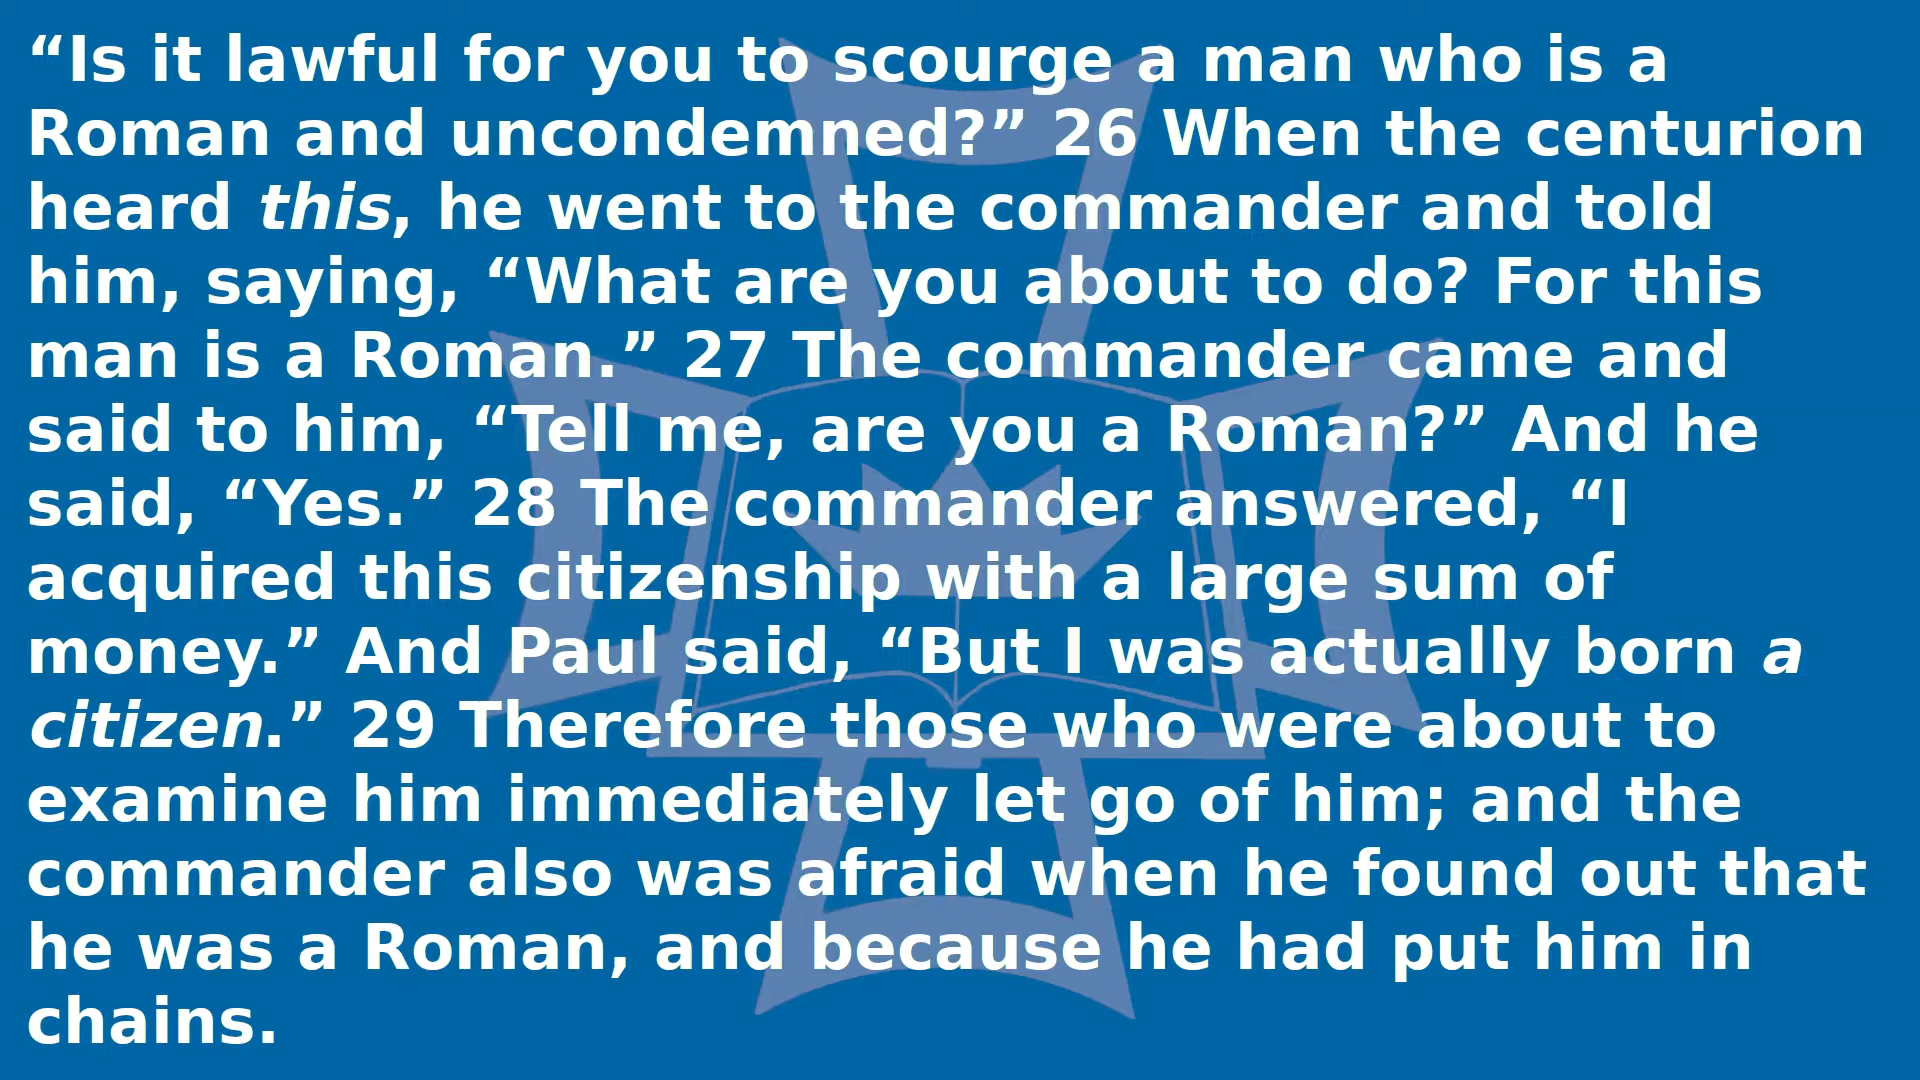 “Is it lawful for you to scourge a man who is a
Roman and uncondemned?” 26 When the centurion
heard this, he went to the commander and told
him, saying, “What are you about to do? For this
man is a Roman.” 27 The commander came and
said to him, “Tell me, are you a Roman?” And he
said, “Yes.” 28 The commander answered, “I
acquired this citizenship with a large sum of
money.” And Paul said, “But I was actually born a
citizen.” 29 Therefore those who were about to
examine him immediately let go of him; and the
commander also was afraid when he found out that
he was a Roman, and because he had put him in
chains.